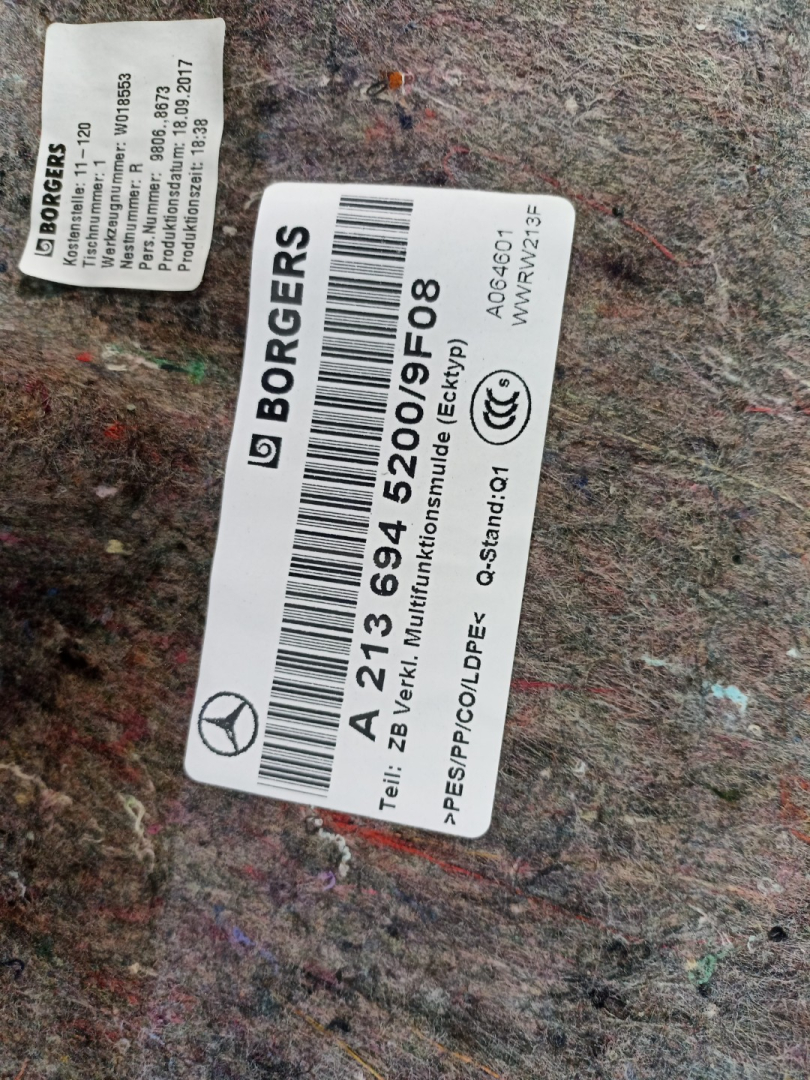 BORGERS
Kostenstelle: 11-120
Tischnummer: 1
Werkzeugnummer: W018553
Nestnummer: R
Pers.Nummer: 9806..8673
Produktionsdatum: 18.09.2017
Produktionszeit: 18:38
BORGERS
A 213 694 5200/9F08
Teil: ZB Verkl. Multifunktionsmulde (Ecktyp)
>PES/PP/CO/LDPE< Q-Stand:Q1 CCC S A064601
WWRW213F